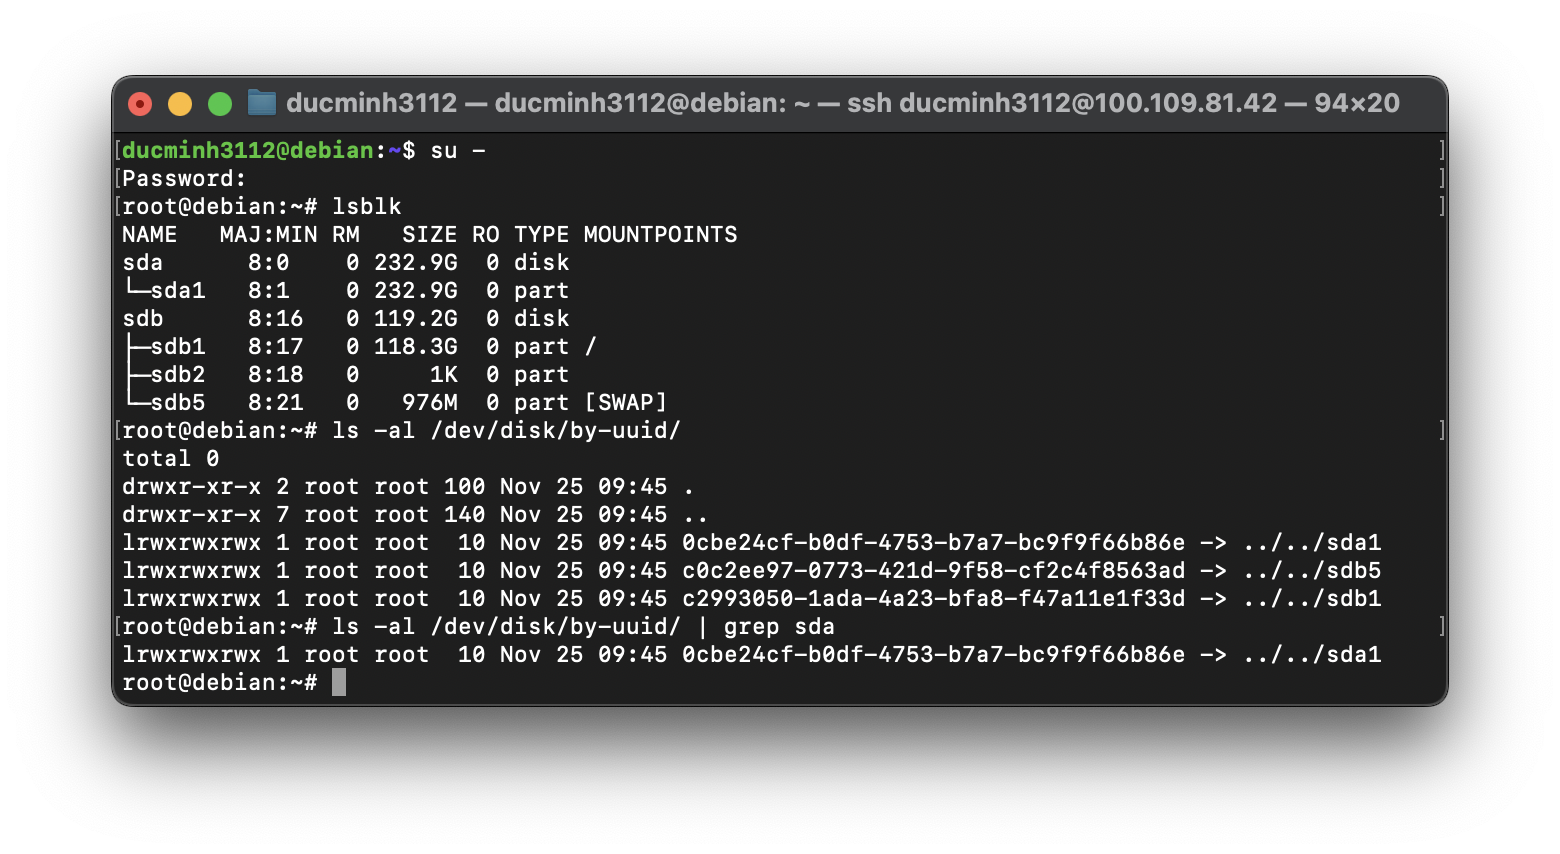 ducminh3112 — ducminh3112@debian: ~ — ssh ducminh3112@100.109.81.42 — 94×20
[ducminh3112@debian:~$ su - ]
[Password: ]
[root@debian:~# lsblk ]
NAME   MAJ:MIN RM   SIZE RO TYPE MOUNTPOINTS
sda      8:0    0 232.9G  0 disk
└─sda1   8:1    0 232.9G  0 part
sdb      8:16   0 119.2G  0 disk
├─sdb1   8:17   0 118.3G  0 part /
├─sdb2   8:18   0     1K  0 part
└─sdb5   8:21   0   976M  0 part [SWAP]
[root@debian:~# ls -al /dev/disk/by-uuid/ ]
total 0
drwxr-xr-x 2 root root 100 Nov 25 09:45 .
drwxr-xr-x 7 root root 140 Nov 25 09:45 ..
lrwxrwxrwx 1 root root  10 Nov 25 09:45 0cbe24cf-b0df-4753-b7a7-bc9f9f66b86e -> ../../sda1
lrwxrwxrwx 1 root root  10 Nov 25 09:45 c0c2ee97-0773-421d-9f58-cf2c4f8563ad -> ../../sdb5
lrwxrwxrwx 1 root root  10 Nov 25 09:45 c2993050-1ada-4a23-bfa8-f47a11e1f33d -> ../../sdb1
[root@debian:~# ls -al /dev/disk/by-uuid/ | grep sda ]
lrwxrwxrwx 1 root root  10 Nov 25 09:45 0cbe24cf-b0df-4753-b7a7-bc9f9f66b86e -> ../../sda1
root@debian:~#